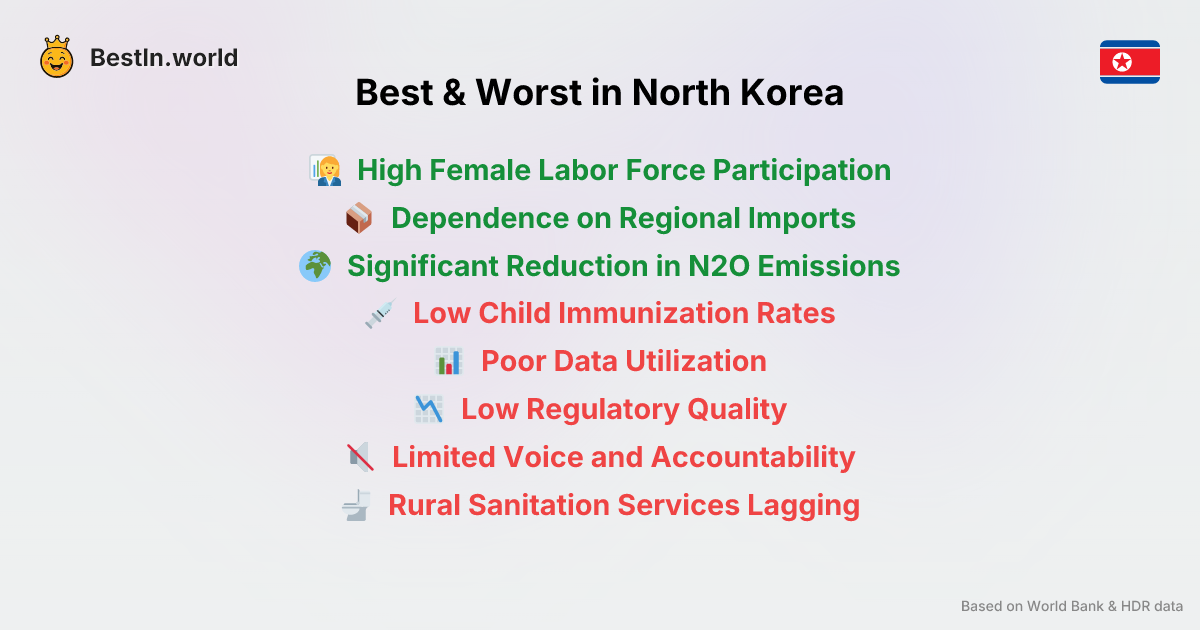 BestIn.world
Best & Worst in North Korea
High Female Labor Force Participation
Dependence on Regional Imports
Significant Reduction in N2O Emissions
Low Child Immunization Rates
Poor Data Utilization
Low Regulatory Quality
Limited Voice and Accountability
Rural Sanitation Services Lagging
Based on World Bank & HDR data